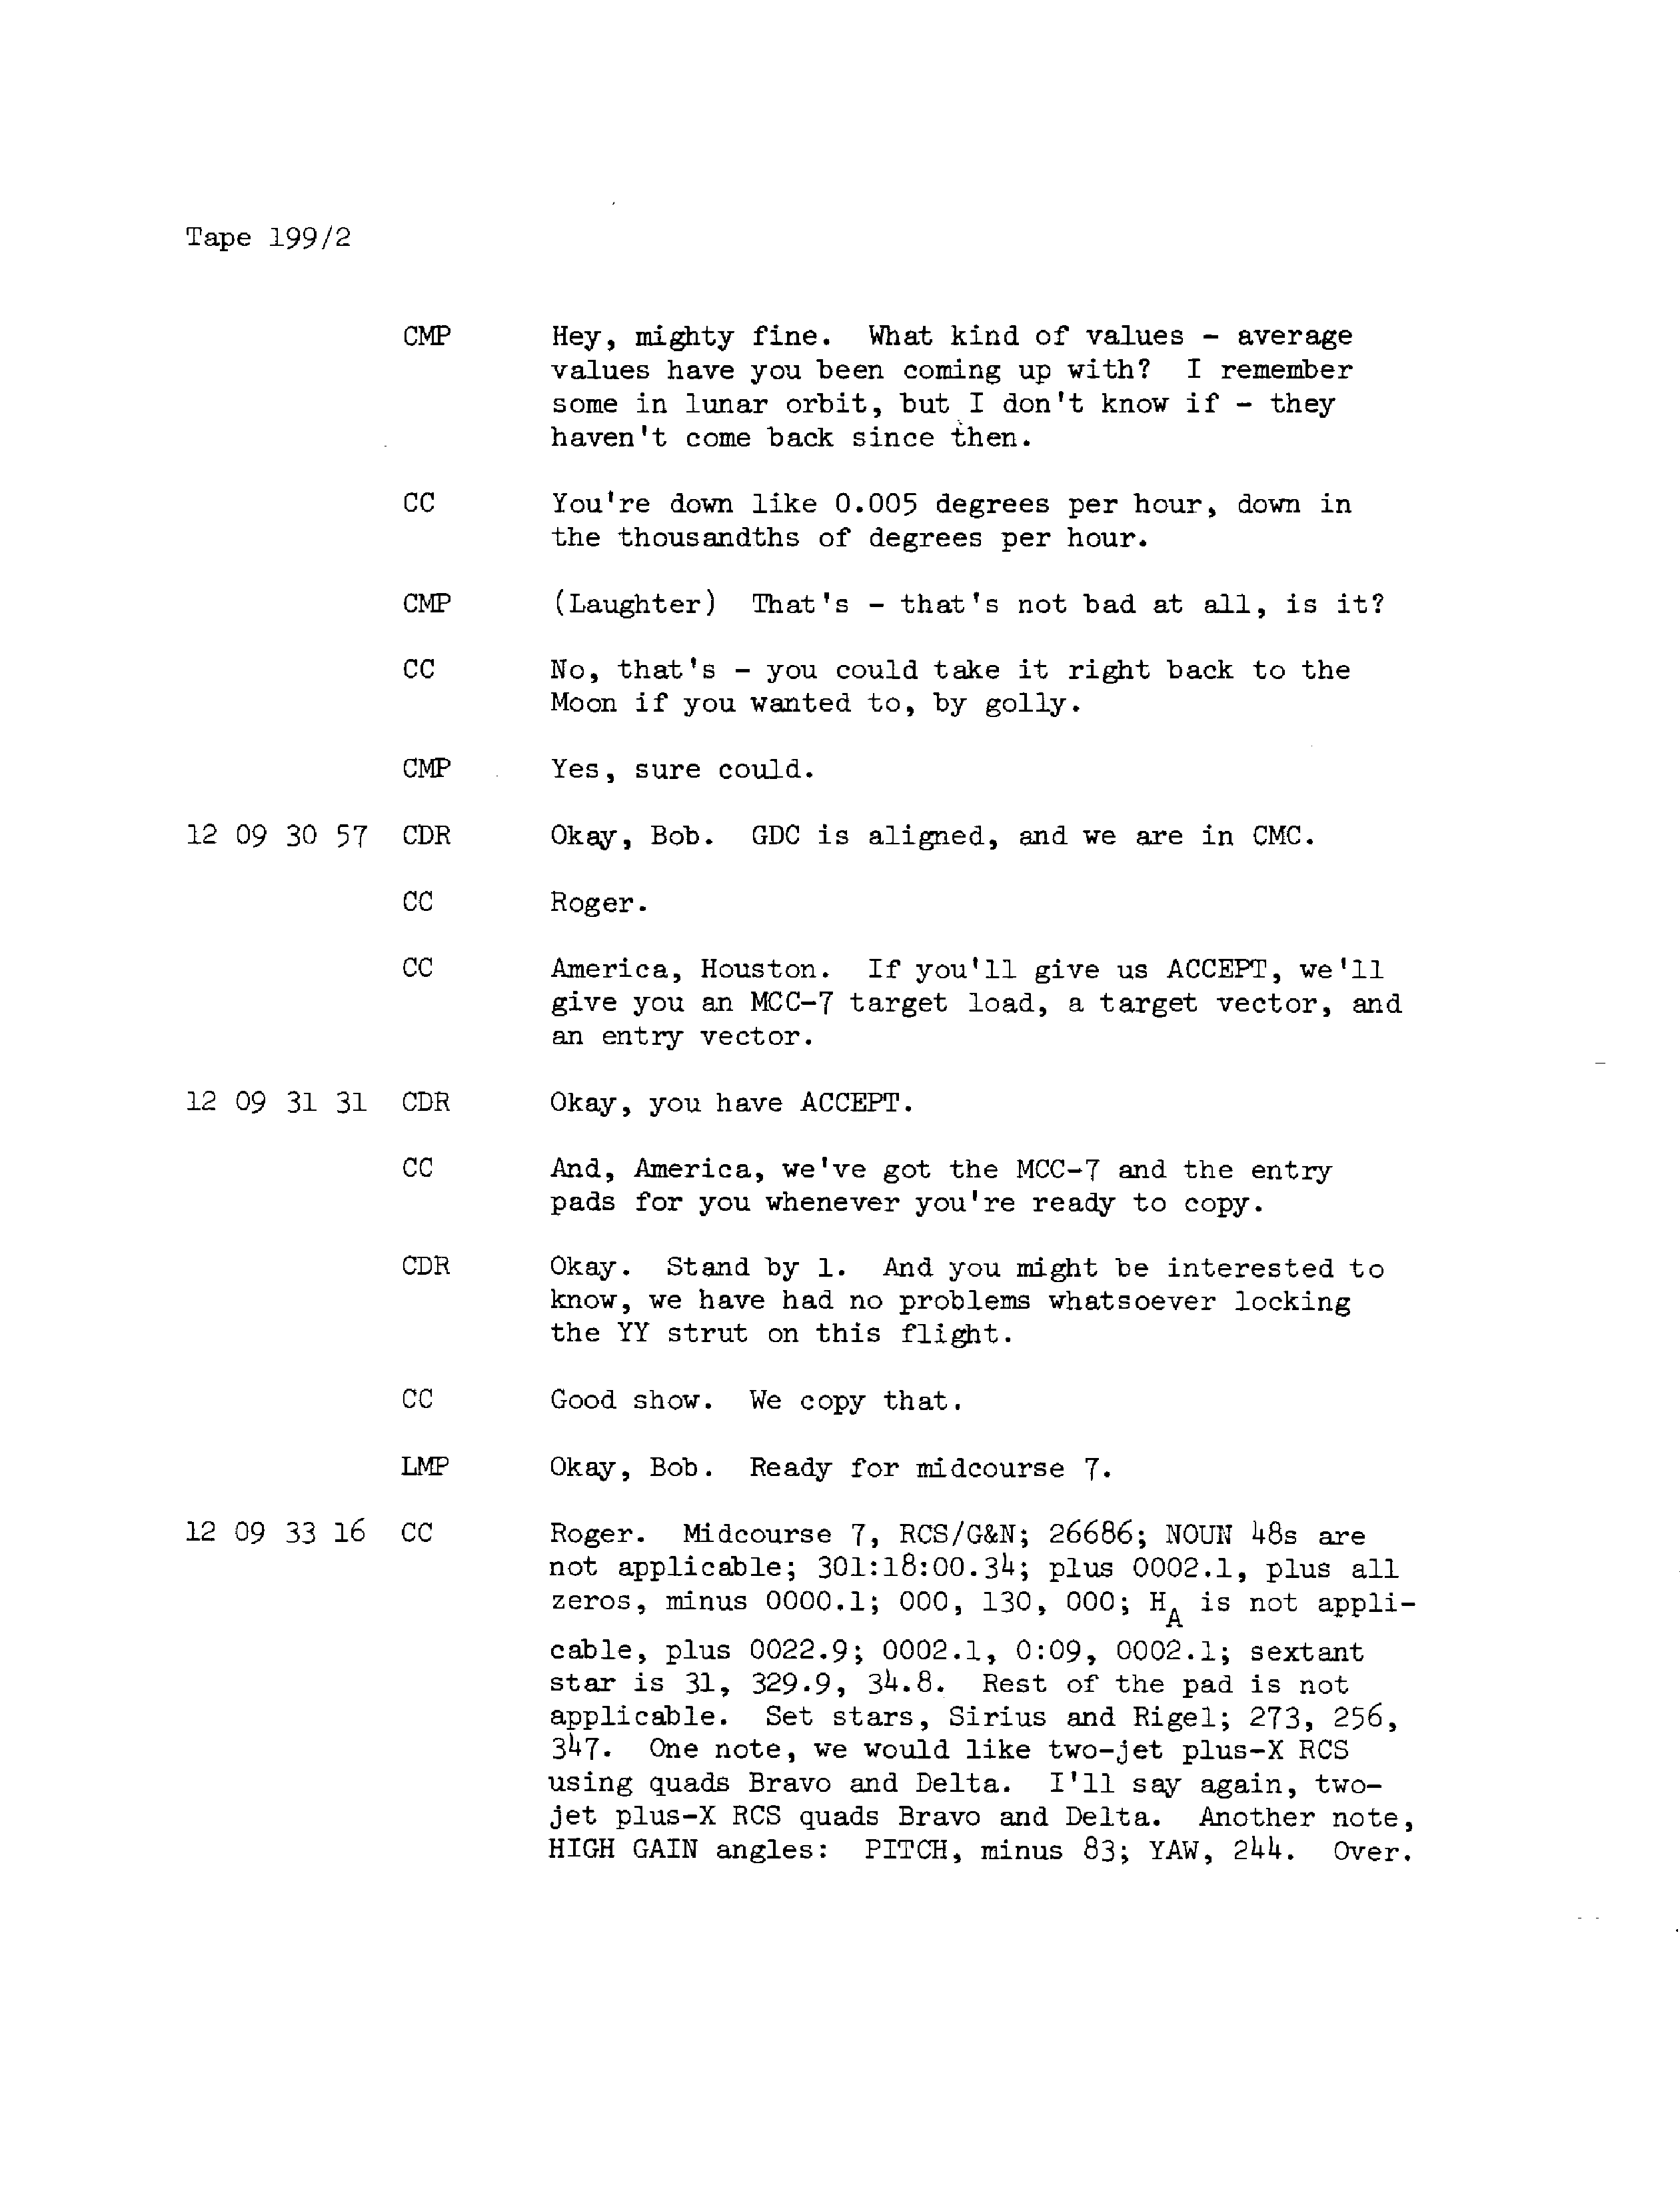 Tape 199/2
CMP Hey, mighty fine. What kind of values - average
values have you been coming up with? I remember
some in lunar orbit, but I don't know if - they
haven't come back since then.
CC You're down like 0.005 degrees per hour, down in
the thousandths of degrees per hour.
CMP (Laughter) That's - that's not bad at all, is it?
CC No, that's - you could take it right back to the
Moon if you wanted to, by golly.
CMP Yes, sure could.
12 09 30 57 CDR Okay, Bob. GDC is aligned, and we are in CMC.
CC Roger.
CC America, Houston. If you'll give us ACCEPT, we'll
give you an MCC-7 target load, a target vector, and
an entry vector.
12 09 31 31 CDR Okay, you have ACCEPT.
CC And, America, we've got the MCC-7 and the entry
pads for you whenever you're ready to copy.
CDR Okay. Stand by 1. And you might be interested to
know, we have had no problems whatsoever locking
the YY strut on this flight.
CC Good show. We copy that.
LMP Okay, Bob. Ready for midcourse 7.
12 09 33 16 CC Roger. Midcourse 7, RCS/G&N; 26686; NOUN 48s are
not applicable; 301:18:00.34; plus 0002.1, plus all
zeros, minus 0000.1; 000, 130, 000; HA is not appli-
cable, plus 0022.9; 0002.1, 0:09, 0002.1; sextant
star is 31, 329.9, 34.8. Rest of the pad is not
applicable. Set stars, Sirius and Rigel; 273, 256,
347. One note, we would like two-jet plus-X RCS
using quads Bravo and Delta. I'll say again, two-
jet plus-X RCS quads Bravo and Delta. Another note,
HIGH GAIN angles: PITCH, minus 83; YAW, 244. Over.